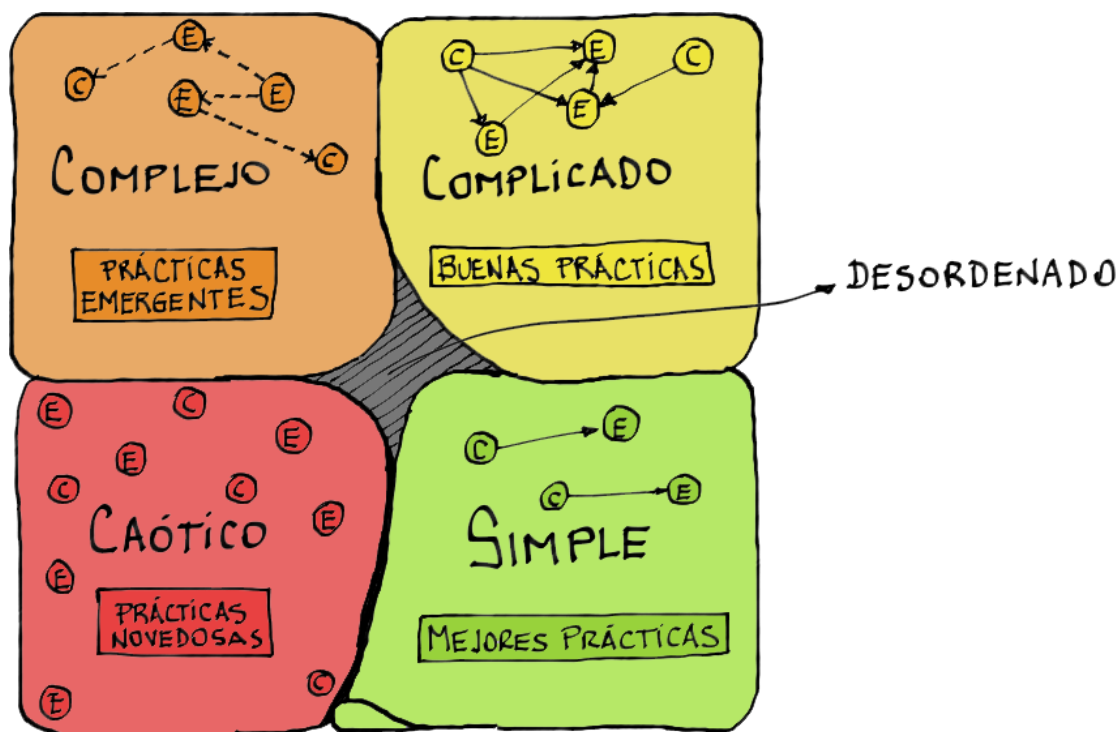 E
C
E
E
C
COMPLEJO
PRÁCTICAS
EMERGENTES
C
E
C
E
E
COMPLICADO
BUENAS PRÁCTICAS
DESORDENADO
E
C
E
E
C
C
E
CAÓTICO
E
PRÁCTICAS
NOVEDOSAS
C
E
E
C
C
E
SIMPLE
MEJORES PRÁCTICAS